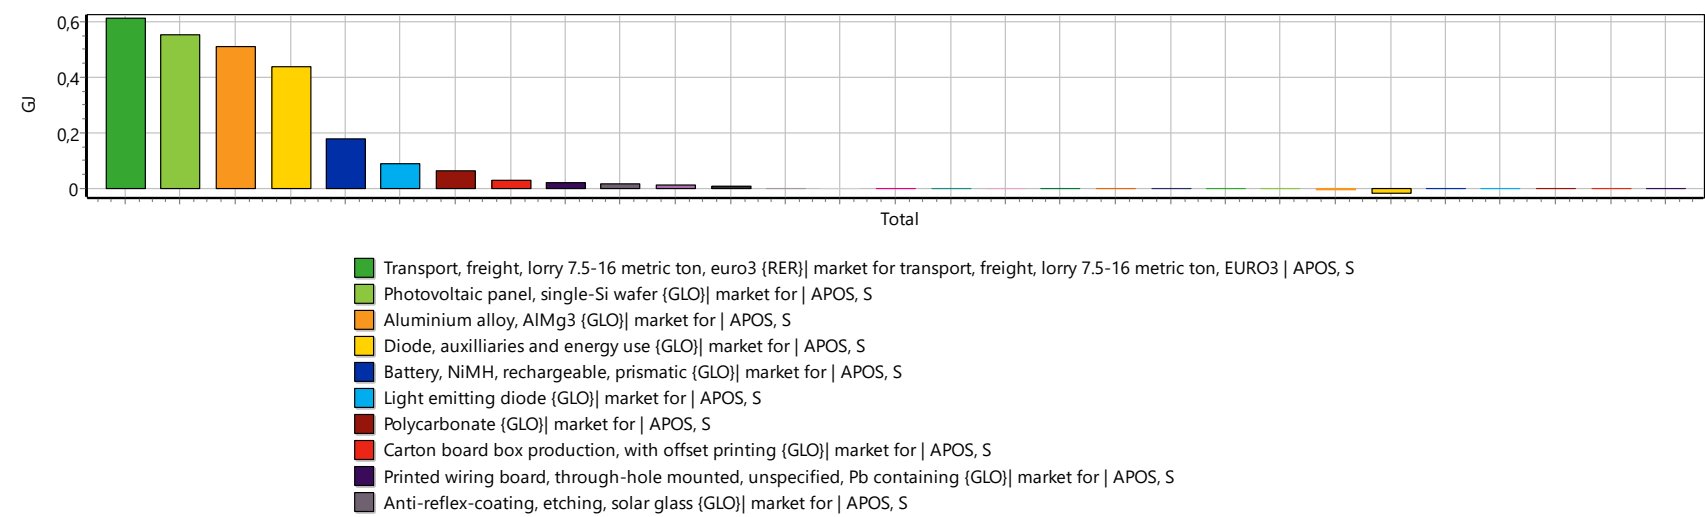 0,6
0,4
GJ
0,2
0
Total
Transport, freight, lorry 7.5-16 metric ton, euro3 {RER}| market for transport, freight, lorry 7.5-16 metric ton, EURO3 | APOS, S
Photovoltaic panel, single-Si wafer {GLO}| market for | APOS, S
Aluminium alloy, AlMg3 {GLO}| market for | APOS, S
Diode, auxilliaries and energy use {GLO}| market for | APOS, S
Battery, NiMH, rechargeable, prismatic {GLO}| market for | APOS, S
Light emitting diode {GLO}| market for | APOS, S
Polycarbonate {GLO}| market for | APOS, S
Carton board box production, with offset printing {GLO}| market for | APOS, S
Printed wiring board, through-hole mounted, unspecified, Pb containing {GLO}| market for | APOS, S
Anti-reflex-coating, etching, solar glass {GLO}| market for | APOS, S